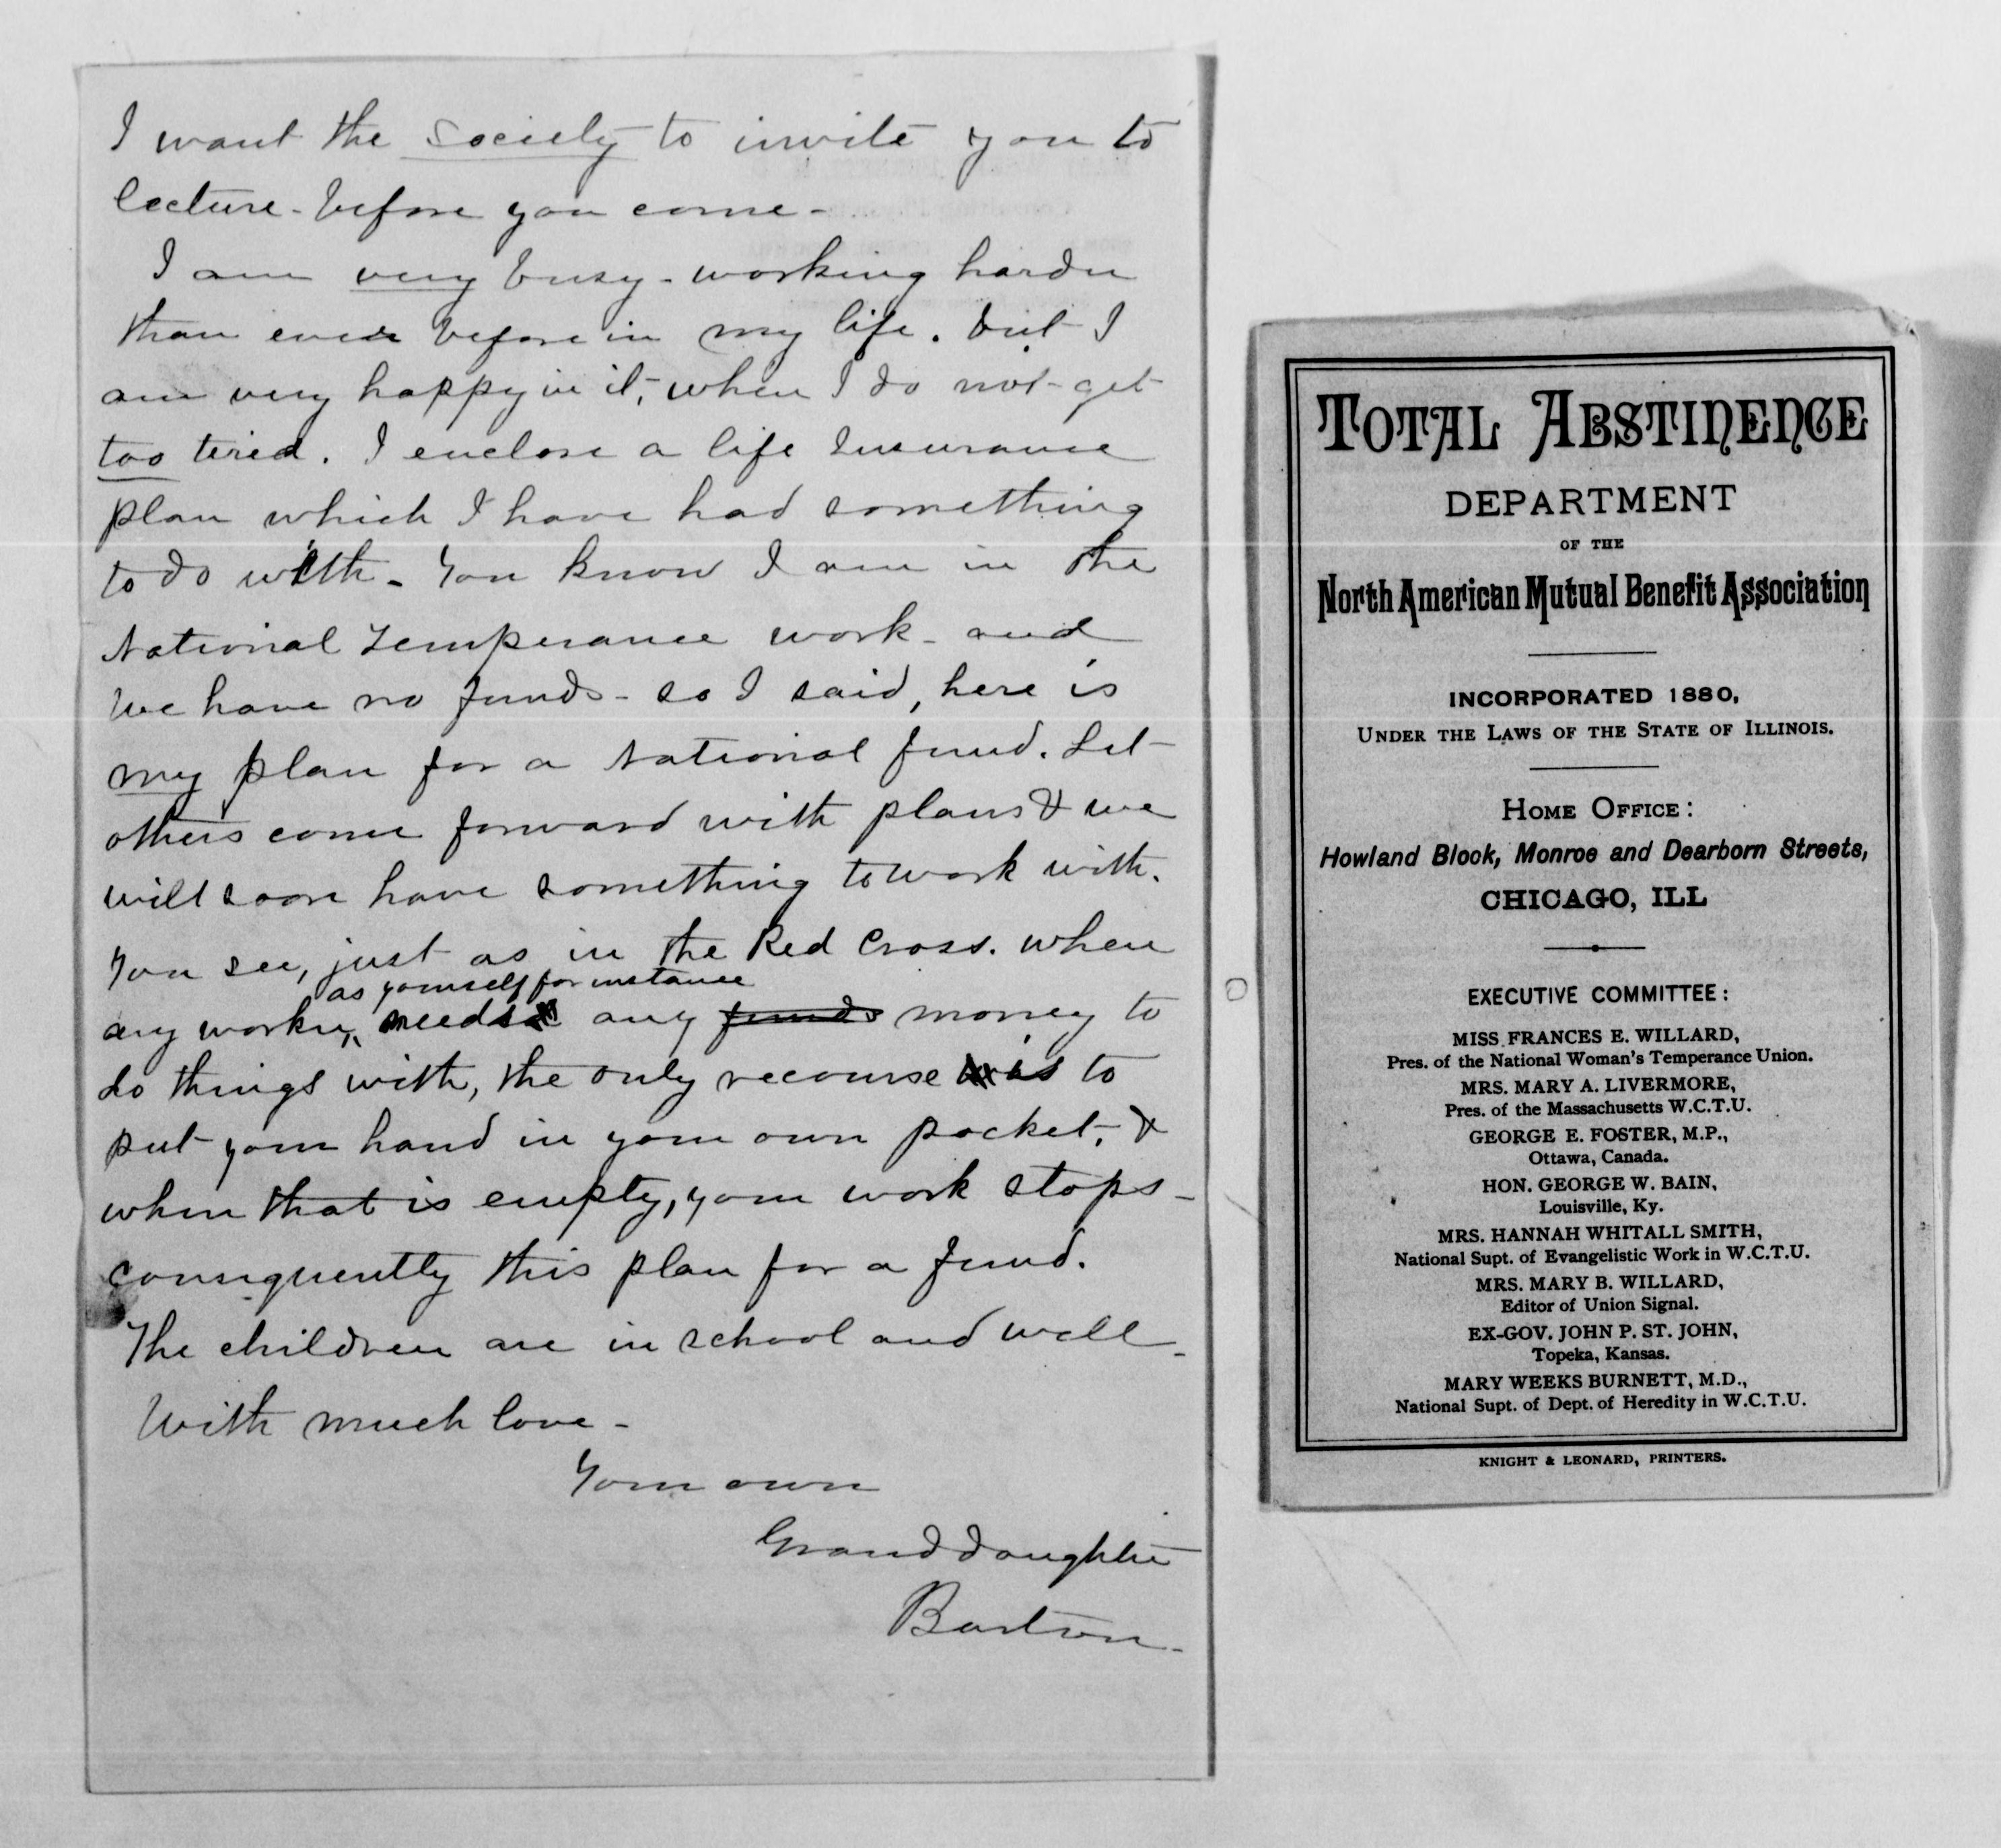 I want the Society to invite you to
lecture - before you come -
I am very busy - working harder
than ever before in my life. but I
am very happy in it, when I do not get
too tired. I enclose a life Insurance
plan which I have had something
to do with - You know I am in the
National Temperance work - and
We have no funds - so I said, here is
my plan for a National fund. Let
others come forward with plans & we
will soon have something to work with.
You see, just as in the Red Cross. when
as yourself for instance
any worker, needs any funds money to
do things with, the only recourse is to
put your hand in your own pocket, &
when that is empty, your work stops -
consequently this plan for a fund.
The children are in school and well -
With much love -
Your own
Granddaughter
Barton -
TOTAL ABSTINENCE
DEPARTMENT
OF THE
North American Mutual Benefit Association
INCORPORATED 1880,
UNDER THE LAWS OF THE STATE OF ILLINOIS.
HOME OFFICE:
Howland Block, Monroe and Dearborn Streets,
CHICAGO, ILL
EXECUTIVE COMMITTEE:
MISS FRANCES E. WILLARD,
Pres. of the National Woman's Temperance Union.
MRS. MARY A. LIVERMORE,
Pres. of the Massachusetts W.C.T.U.
GEORGE E. FOSTER, M.P.,
Ottawa, Canada.
HON. GEORGE W. BAIN,
Louisville, Ky.
MRS. HANNAH WHITALL SMITH,
National Supt. of Evangelistic Work in W.C.T.U.
MRS. MARY B. WILLARD,
Editor of Union Signal.
EX-GOV. JOHN P. ST. JOHN,
Topeka, Kansas.
MARY WEEKS BURNETT, M.D.,
National Supt. of Dept. of Heredity in W.C.T.U.
KNIGHT & LEONARD, PRINTERS.